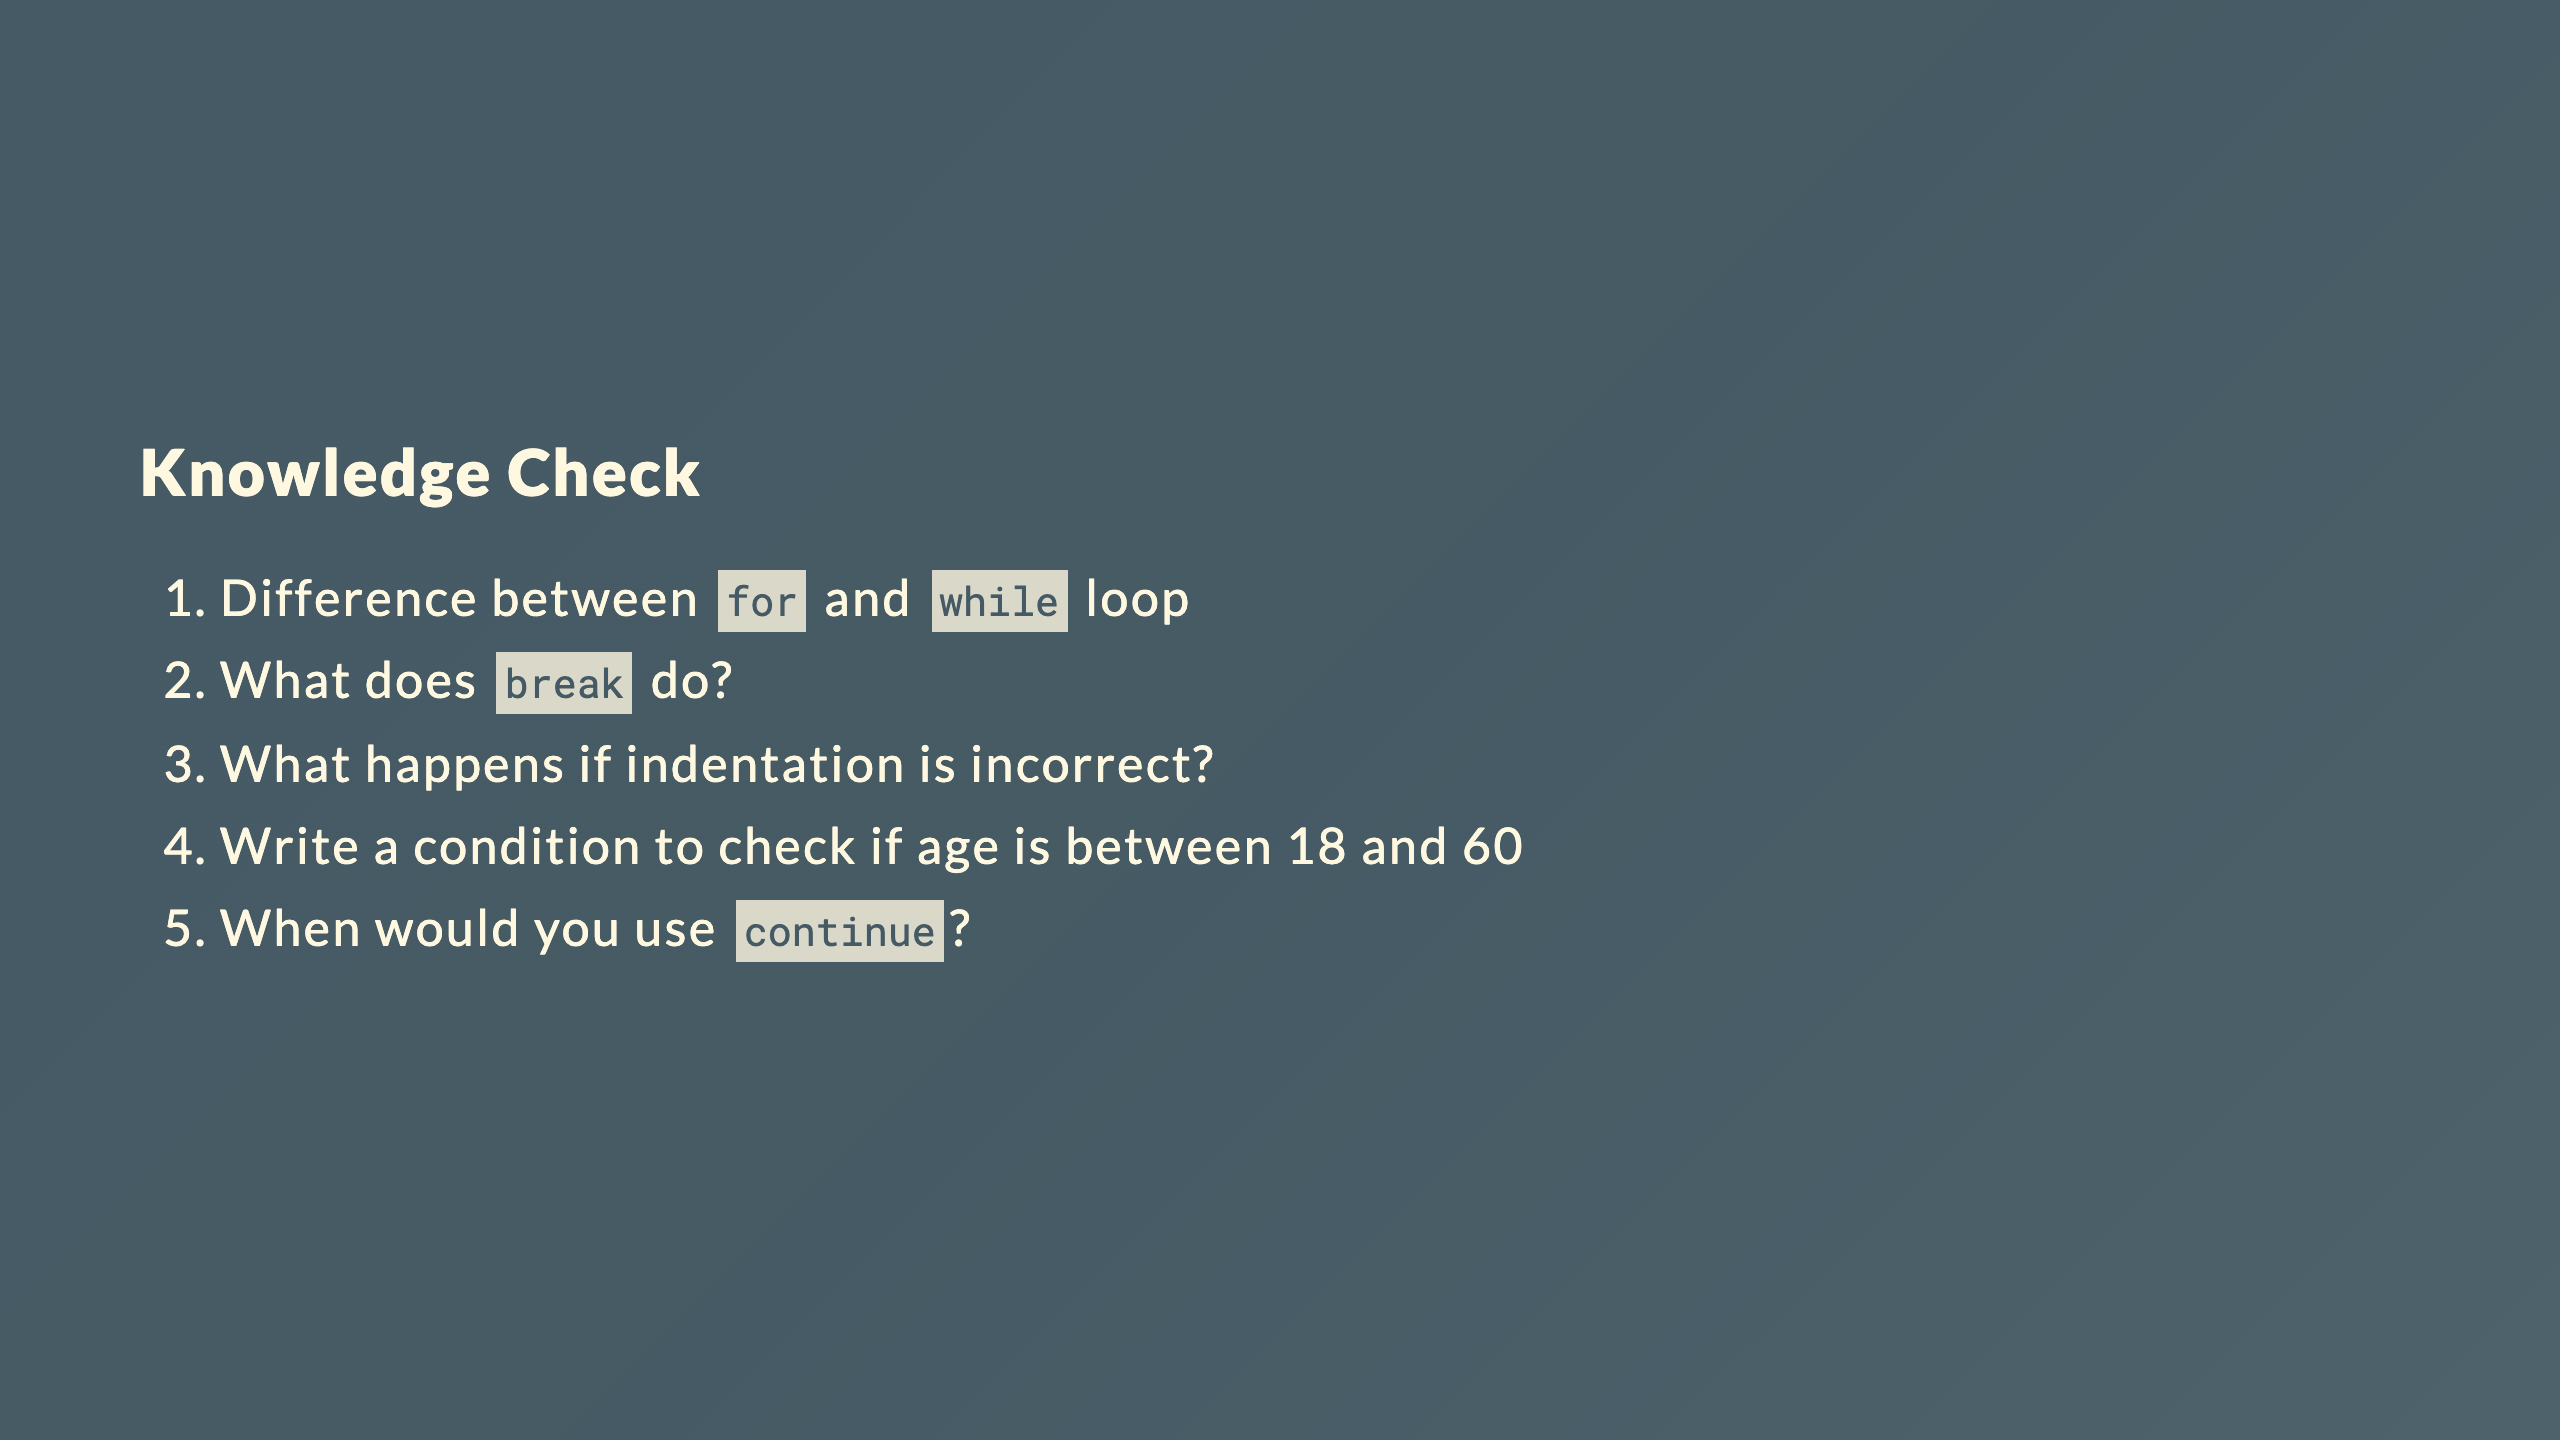 Knowledge Check
1. Difference between for and while loop
2. What does break do?
3. What happens if indentation is incorrect?
4. Write a condition to check if age is between 18 and 60
5. When would you use continue?